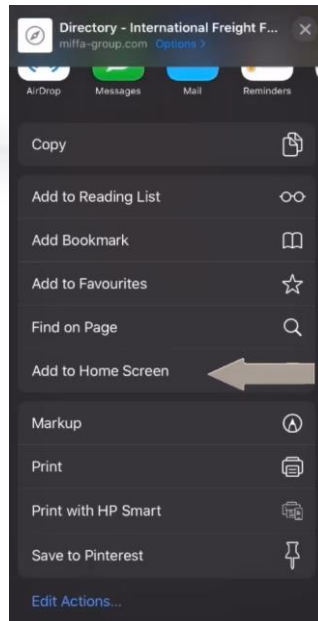 Directory - International Freight F...
miffa-group.com Options >
AirDrop Messages Mail Reminders
Copy
Add to Reading List
Add Bookmark
Add to Favourites
Find on Page
Add to Home Screen
Markup
Print
Print with HP Smart
Save to Pinterest
Edit Actions...